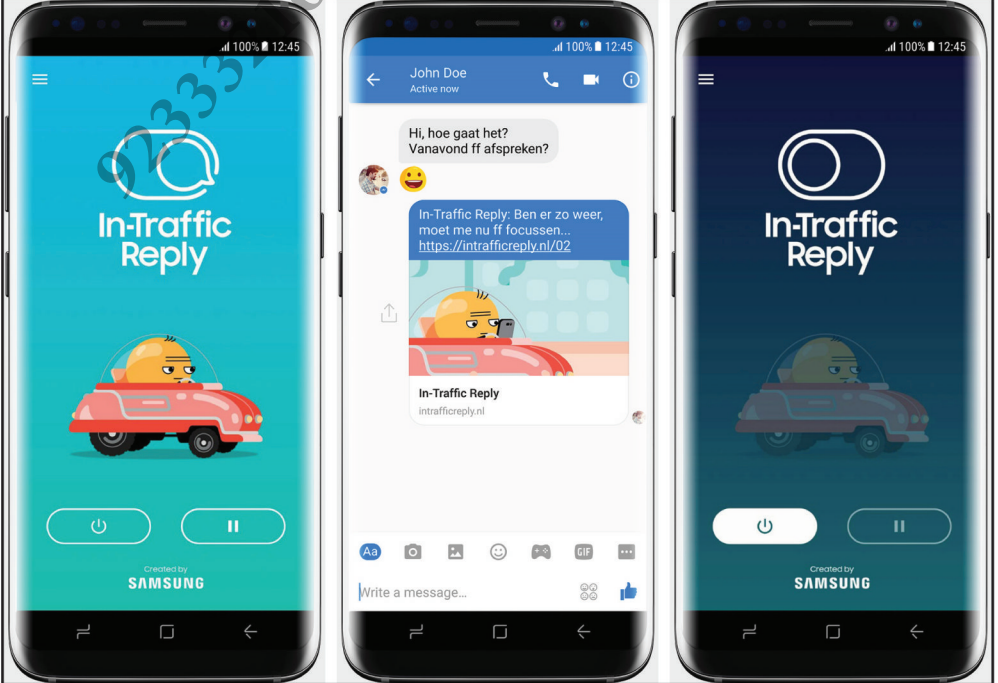 .ıl 100% 12:45
In-Traffic
Reply
Created by
SAMSUNG
.ıl 100% 12:45
John Doe
Active now
Hi, hoe gaat het?
Vanavond ff afspreken?
In-Traffic Reply: Ben er zo weer,
moet me nu ff focussen...
https://intrafficreply.nl/02
In-Traffic Reply
intrafficreply.nl
Aa
GIF
Write a message...
.ıl 100% 12:45
In-Traffic
Reply
Created by
SAMSUNG